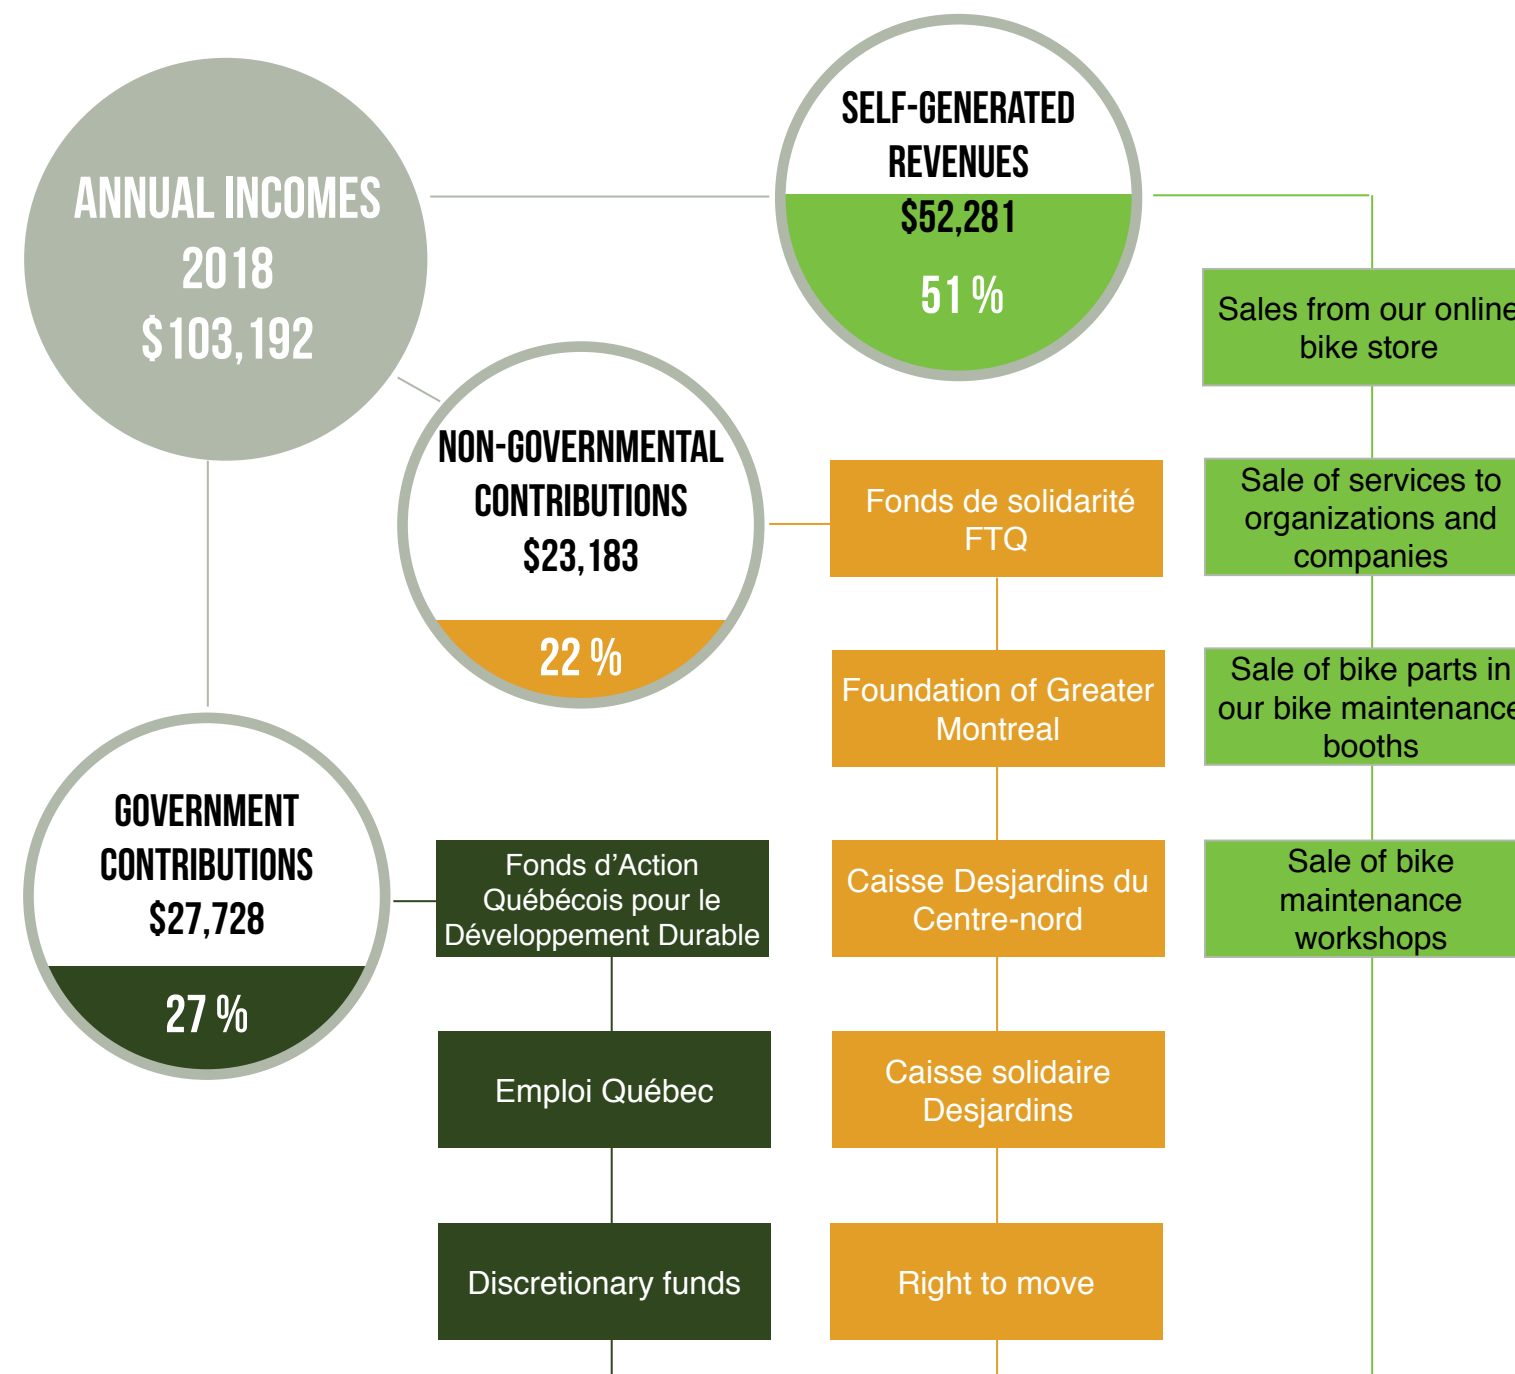 ANNUAL INCOMES
2018
$103,192
SELF-GENERATED
REVENUES
$52,281
51 %
Sales from our online
bike store
Sale of services to
organizations and
companies
Sale of bike parts in
our bike maintenance
booths
Sale of bike
maintenance
workshops
NON-GOVERNMENTAL
CONTRIBUTIONS
$23,183
22 %
Fonds de solidarité
FTQ
Foundation of Greater
Montreal
Caisse Desjardins du
Centre-nord
Caisse solidaire
Desjardins
Right to move
GOVERNMENT
CONTRIBUTIONS
$27,728
27 %
Fonds d’Action
Québécois pour le
Développement Durable
Emploi Québec
Discretionary funds